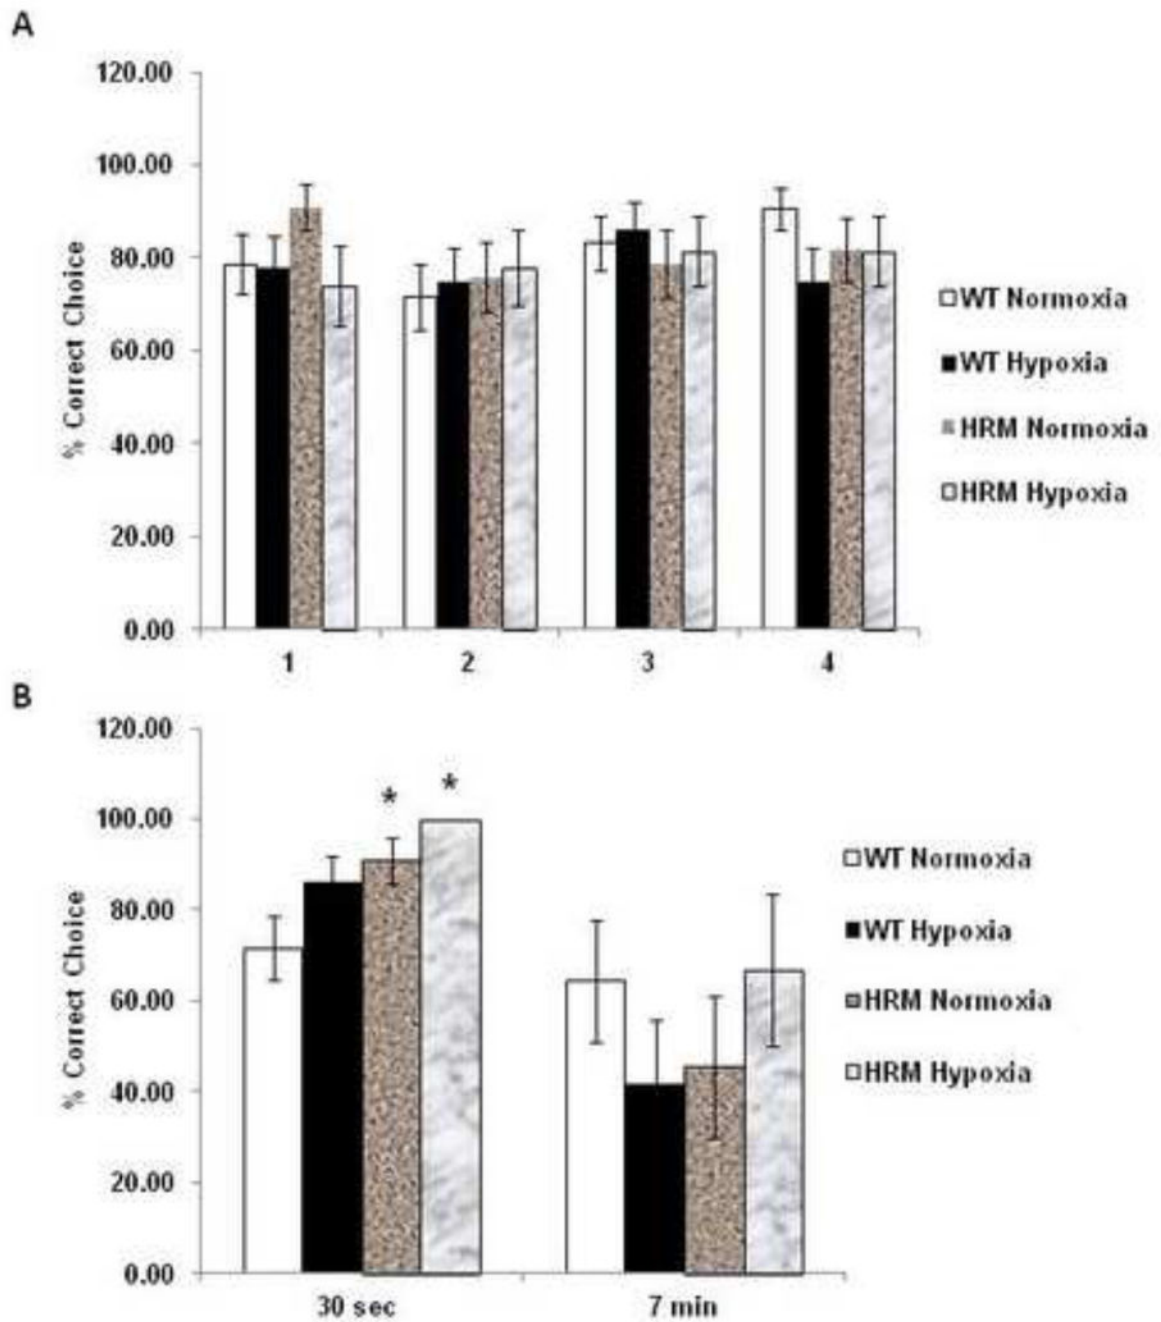 A
120.00
100.00
80.00
60.00
40.00
20.00
0.00
% Correct Choice
1 2 3 4
WT Normoxia
WT Hypoxia
HRM Normoxia
HRM Hypoxia
B
120.00
100.00
80.00
60.00
40.00
20.00
0.00
% Correct Choice
* *
30 sec 7 min
WT Normoxia
WT Hypoxia
HRM Normoxia
HRM Hypoxia